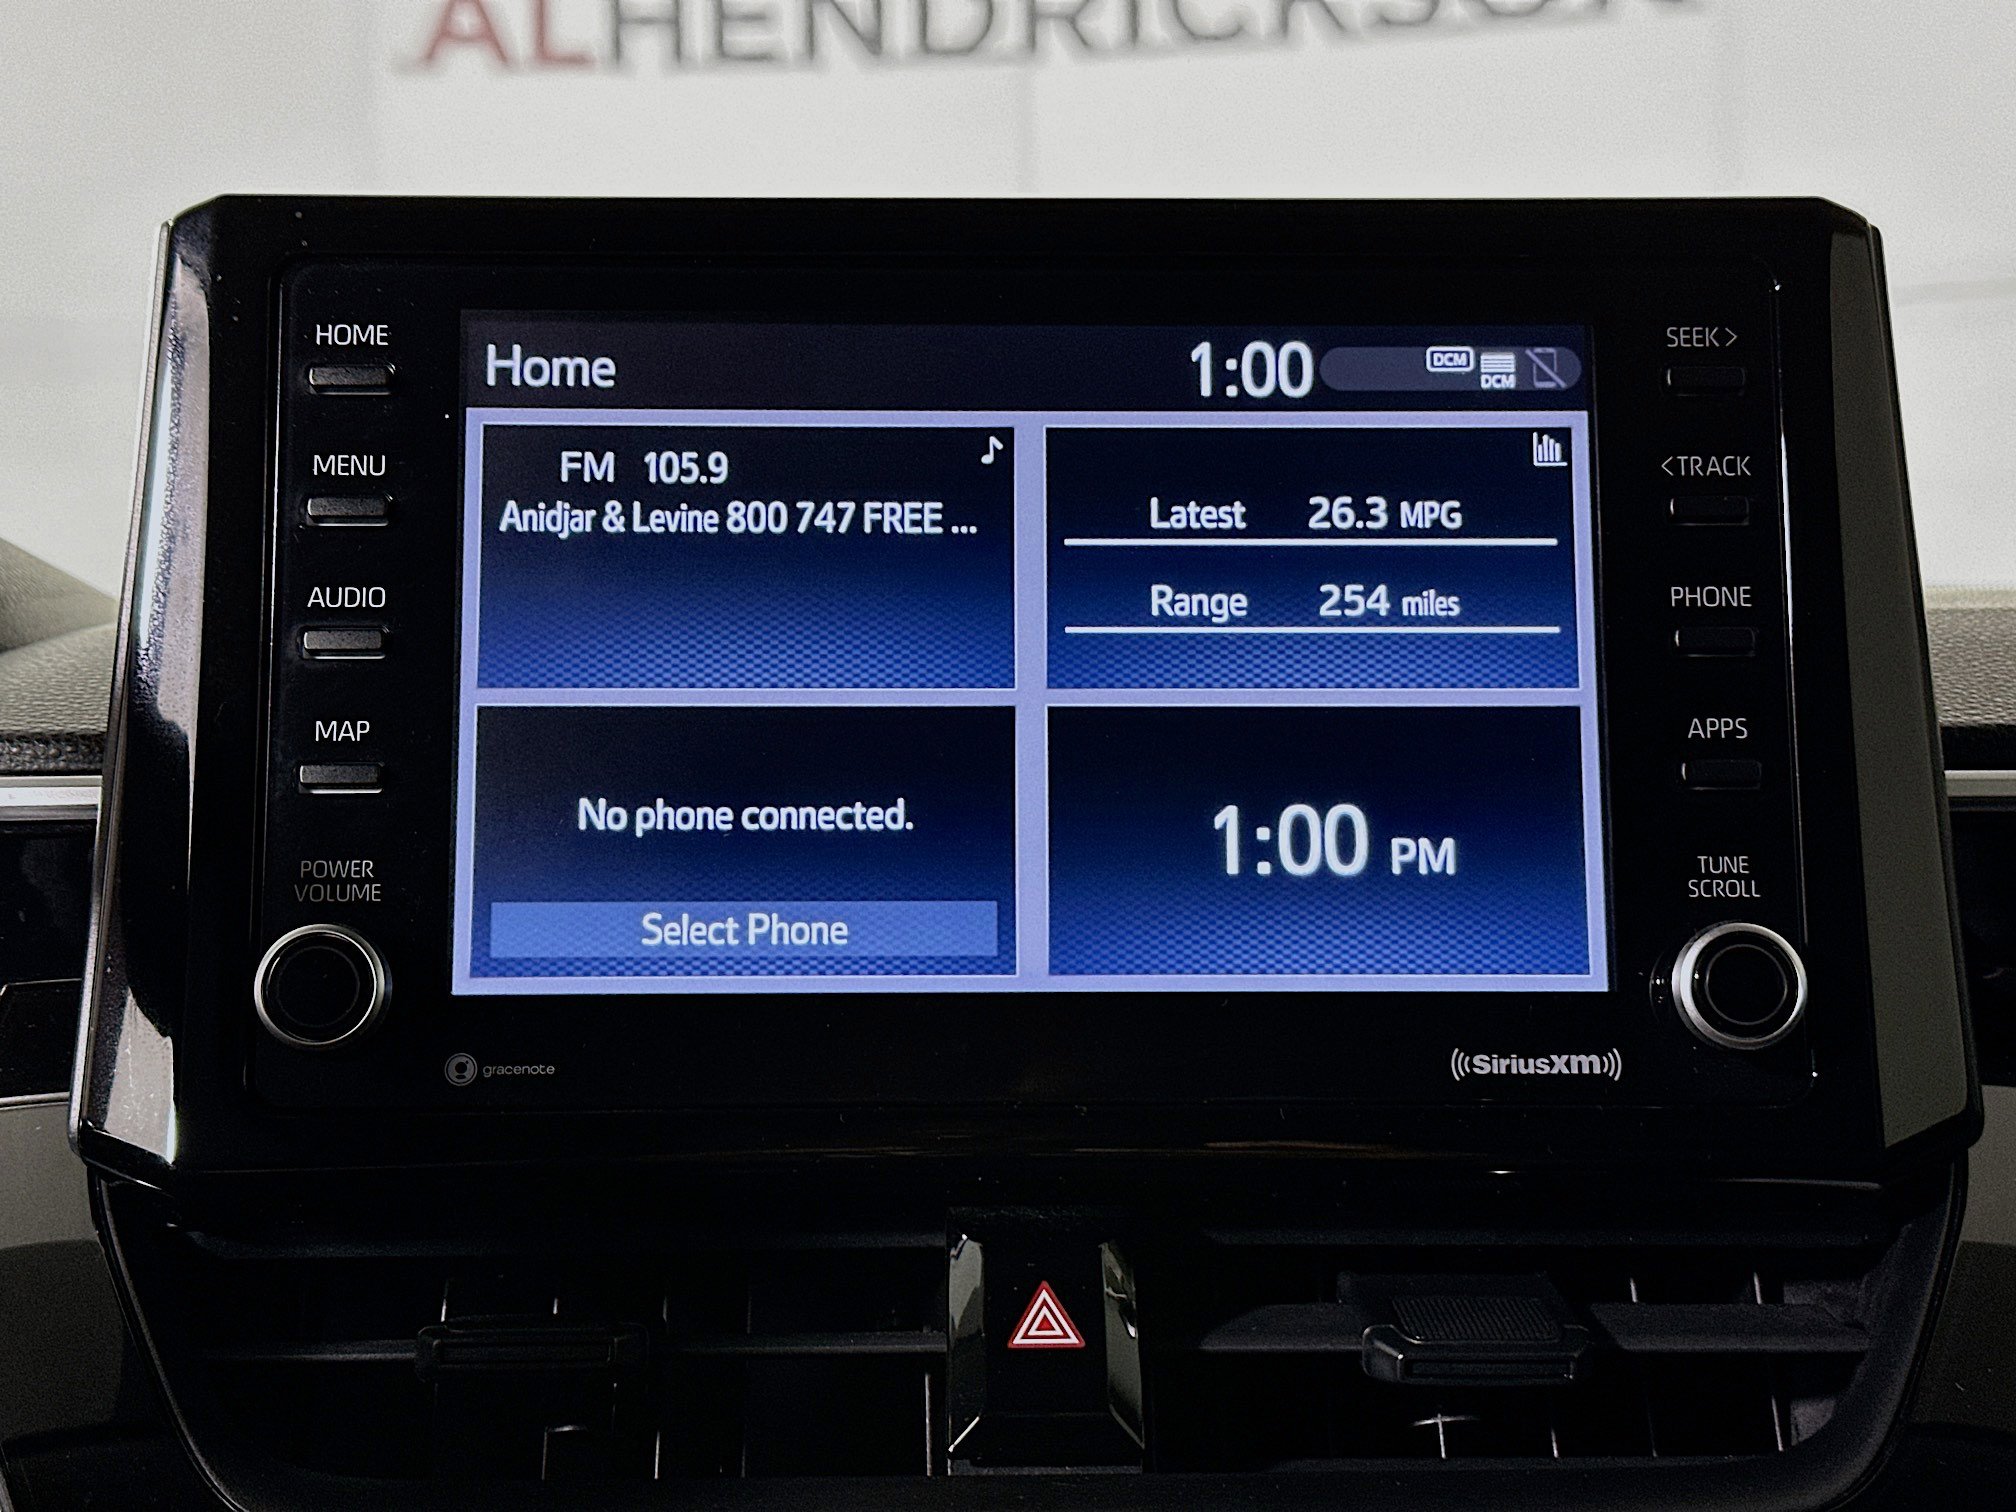 ALHENDRICKSON
HOME
MENU
AUDIO
MAP
POWER
VOLUME
Home
1:00
DCM
DCM
FM 105.9
Anidjar & Levine 800 747 FREE ...
Latest 26.3 MPG
Range 254 miles
No phone connected.
Select Phone
1:00 PM
SEEK >
< TRACK
PHONE
APPS
TUNE
SCROLL
gracenote
SiriusXM